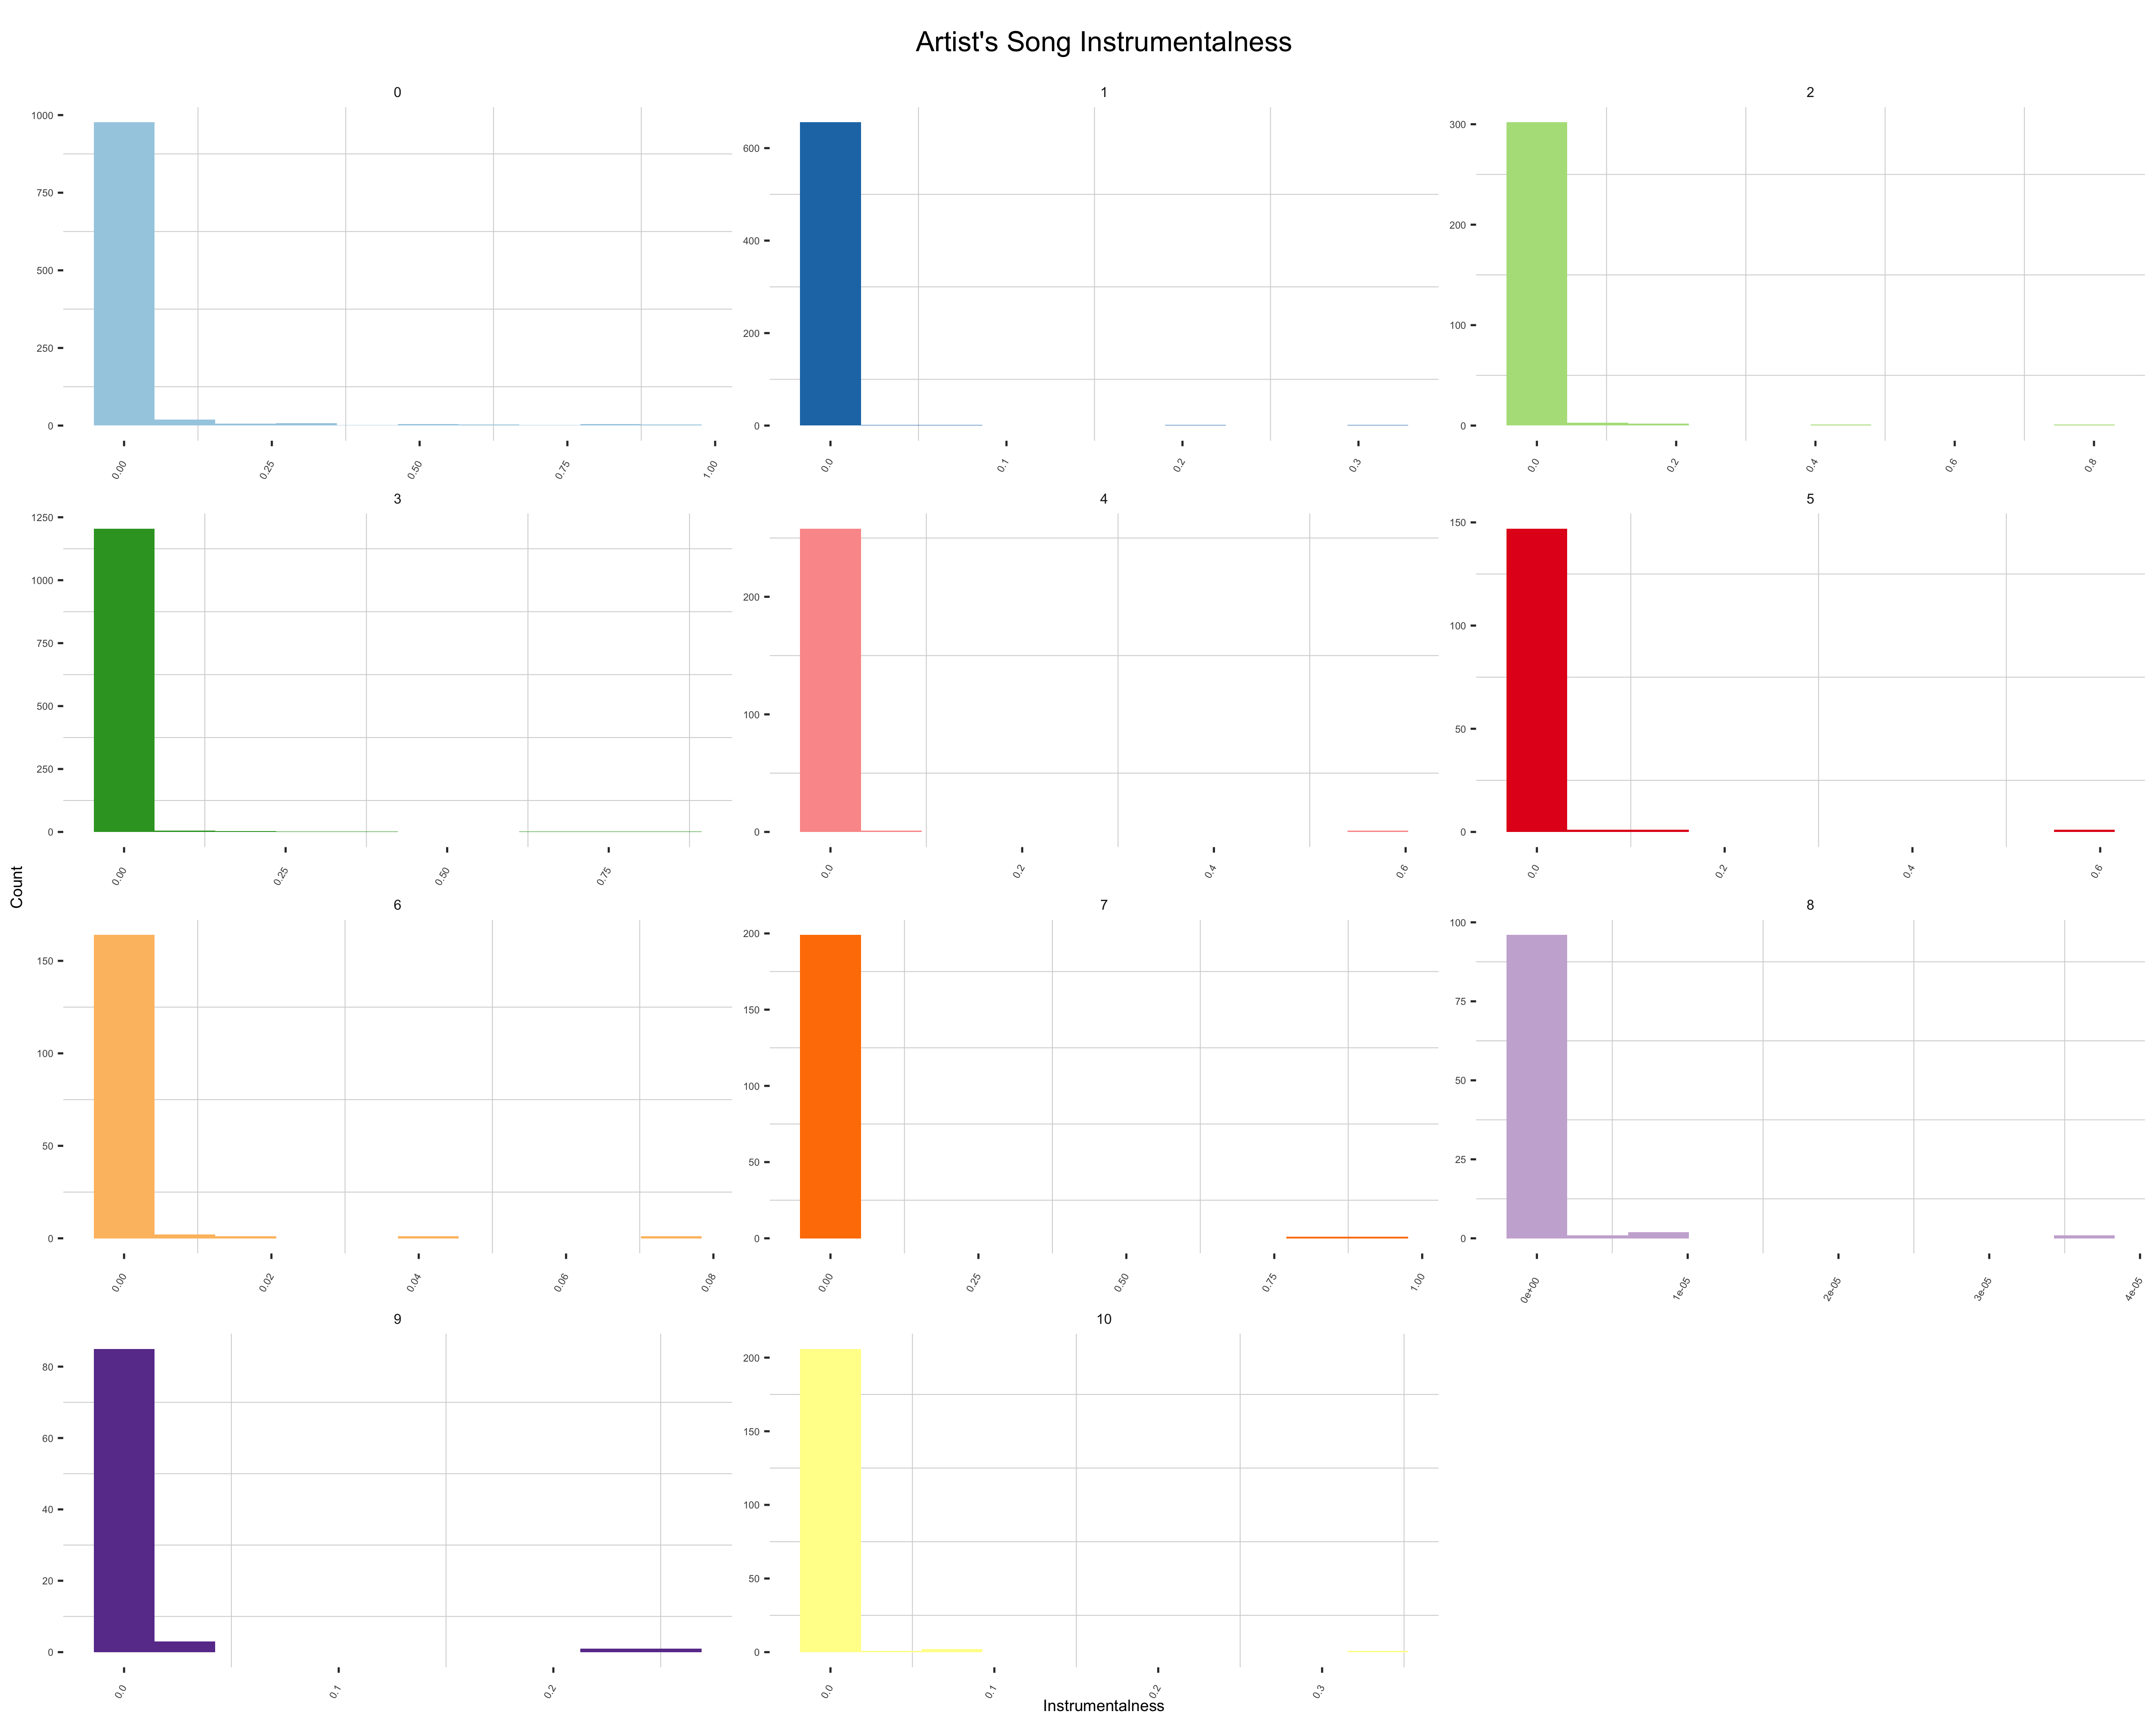 Artist's Song Instrumentalness
0 1 2
1000 750 500 250 0
600 400 200 0
300 200 100 0
0.00 0.25 0.50 0.75 1.00
0.0 0.1 0.2 0.3
0.0 0.2 0.4 0.6 0.8
3 4 5
1250 1000 750 500 250 0
200 100 0
150 100 50 0
0.00 0.25 0.50 0.75
0.0 0.2 0.4 0.6
0.0 0.2 0.4 0.6
Count
6 7 8
150 100 50 0
200 150 100 50 0
100 75 50 25 0
0.00 0.02 0.04 0.06 0.08
0.00 0.25 0.50 0.75 1.00
0e+00 1e-05 2e-05 3e-05 4e-05
9 10
80 60 40 20 0
200 150 100 50 0
0.0 0.1 0.2
0.0 0.1 0.2 0.3
Instrumentalness